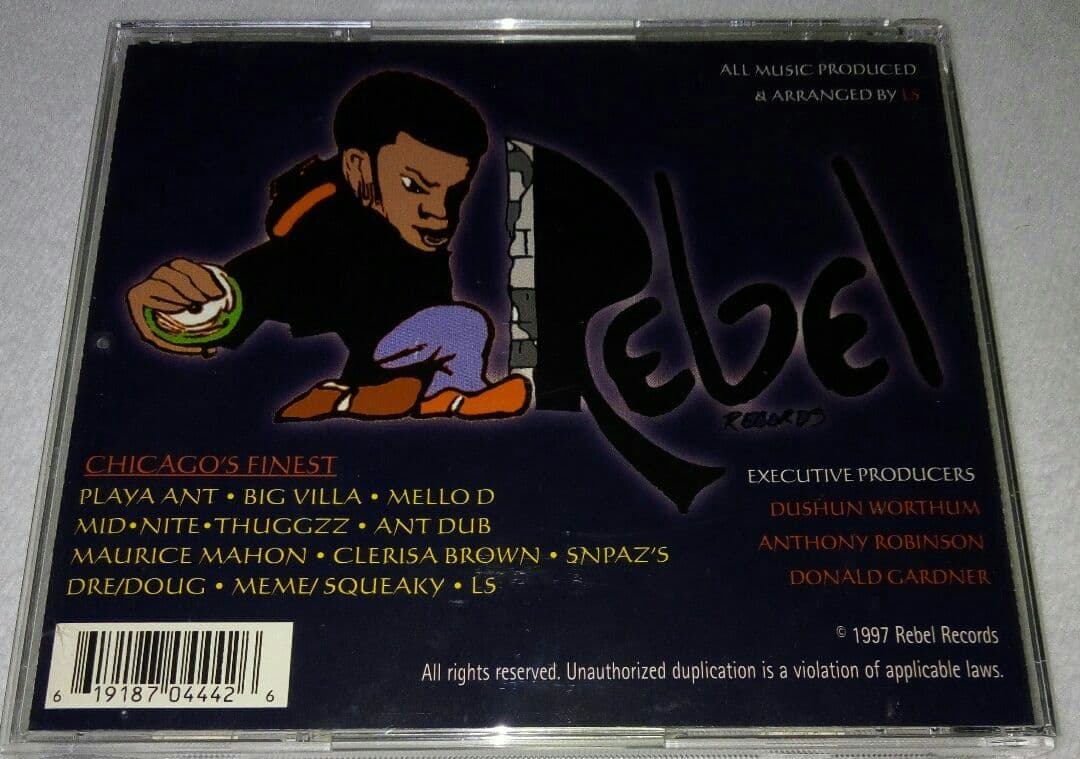 ALL MUSIC PRODUCED
& ARRANGED BY LS
Rebel
RECORDS
CHICAGO'S FINEST
PLAYA ANT • BIG VILLA • MELLO D
MID•NITE•THUGGZZ • ANT DUB
MAURICE MAHON • CLERISA BROWN • SNPAZ'S
DRE/DOUG • MEME/SQUEAKY • LS
EXECUTIVE PRODUCERS
DUSHUN WORTHUM
ANTHONY ROBINSON
DONALD GARDNER
© 1997 Rebel Records
All rights reserved. Unauthorized duplication is a violation of applicable laws.
6 19187 04442 6